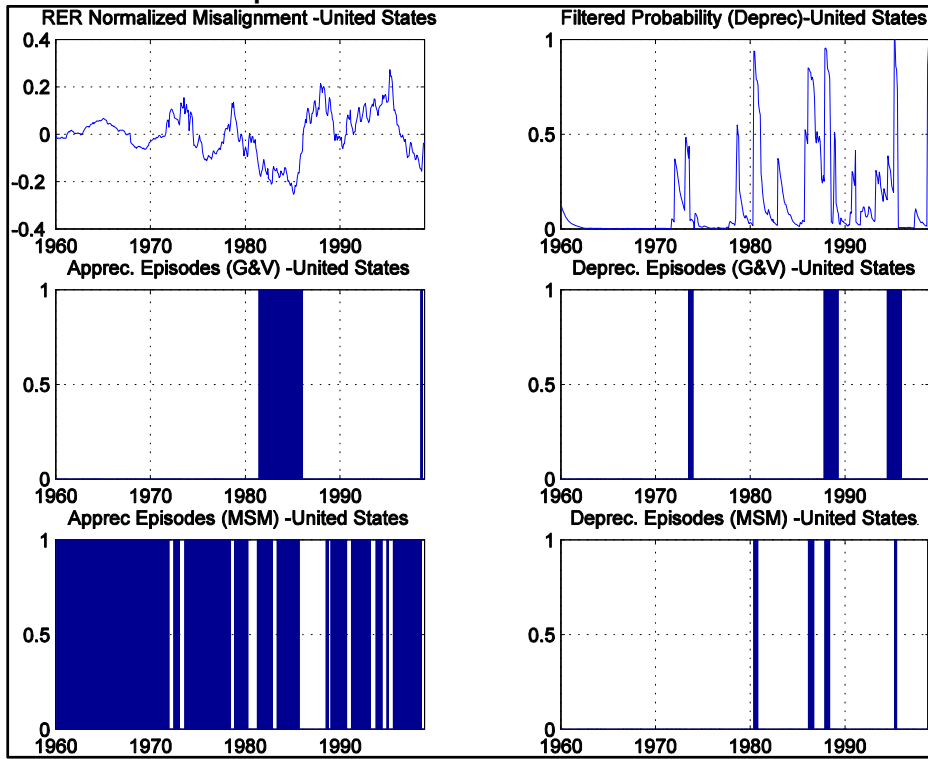 RER Normalized Misalignment -United States
0.4
0.2
0
-0.2
-0.4
1960 1970 1980 1990
Filtered Probability (Deprec)-United States
1
0.5
0
1960 1970 1980 1990
Apprec. Episodes (G&V) -United States
1
0.5
0
1960 1970 1980 1990
Deprec. Episodes (G&V) -United States
1
0.5
0
1960 1970 1980 1990
Apprec Episodes (MSM) -United States
1
0.5
0
1960 1970 1980 1990
Deprec. Episodes (MSM) -United States.
1
0.5
0
1960 1970 1980 1990